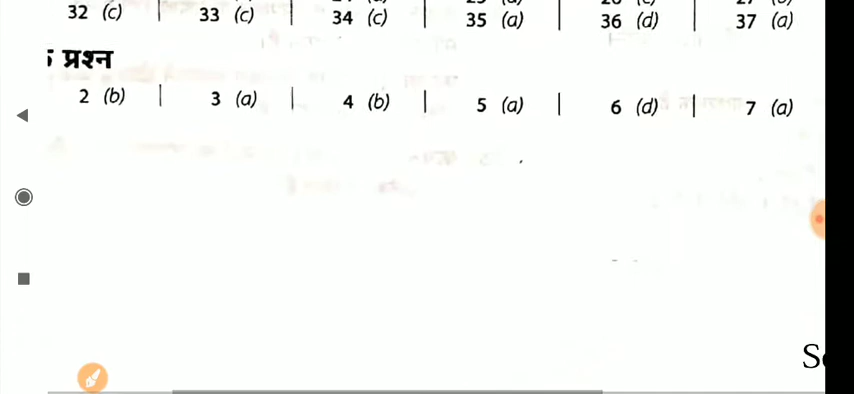 32 (c) | 33 (c) | 34 (c) | 35 (a) | 36 (d) | 37 (a)
प्रश्न
2 (b) | 3 (a) | 4 (b) | 5 (a) | 6 (d) | 7 (a)